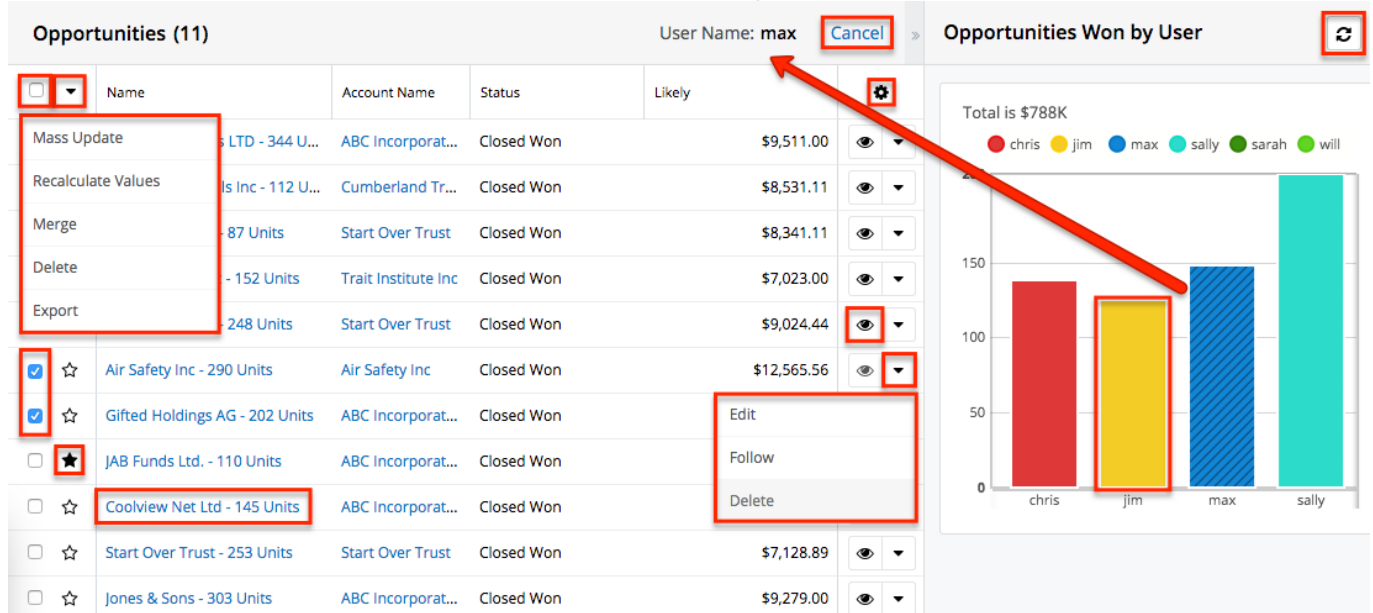 Opportunities (11)
User Name: max Cancel »
Name Account Name Status Likely
Mass Update
Recalculate Values
Merge
Delete
Export
LTD - 344 U... ABC Incorporat... Closed Won $9,511.00
Inc - 112 U... Cumberland Tr... Closed Won $8,531.11
87 Units Start Over Trust Closed Won $8,341.11
- 152 Units Trait Institute Inc Closed Won $7,023.00
248 Units Start Over Trust Closed Won $9,024.44
Air Safety Inc - 290 Units Air Safety Inc Closed Won $12,565.56
Gifted Holdings AG - 202 Units ABC Incorporat... Closed Won
JAB Funds Ltd. - 110 Units ABC Incorporat... Closed Won
Coolview Net Ltd - 145 Units ABC Incorporat... Closed Won
Edit
Follow
Delete
Start Over Trust - 253 Units Start Over Trust Closed Won $7,128.89
Jones & Sons - 303 Units ABC Incorporat... Closed Won $9,279.00
Opportunities Won by User
Total is $788K
chris jim max sally sarah will
150
100
50
0
chris jim max sally